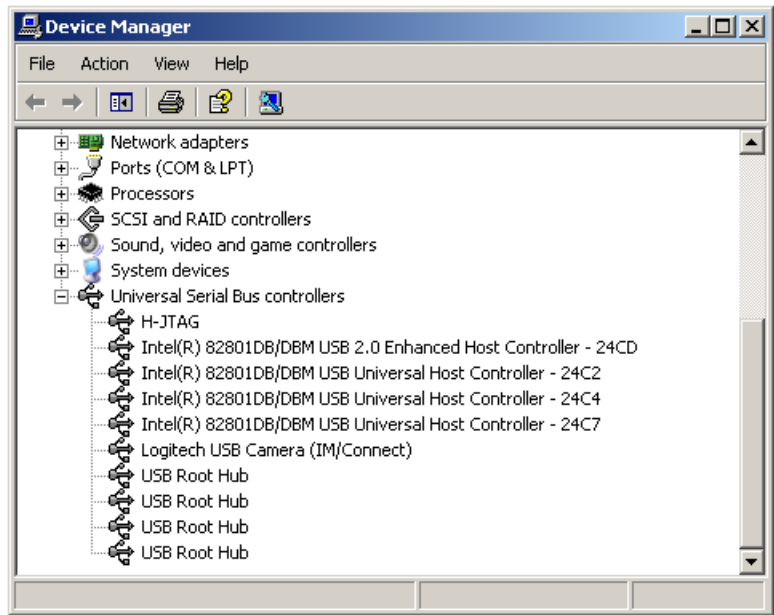 Device Manager
File Action View Help
Network adapters
Ports (COM & LPT)
Processors
SCSI and RAID controllers
Sound, video and game controllers
System devices
Universal Serial Bus controllers
H-JTAG
Intel(R) 82801DB/DBM USB 2.0 Enhanced Host Controller - 24CD
Intel(R) 82801DB/DBM USB Universal Host Controller - 24C2
Intel(R) 82801DB/DBM USB Universal Host Controller - 24C4
Intel(R) 82801DB/DBM USB Universal Host Controller - 24C7
Logitech USB Camera (IM/Connect)
USB Root Hub
USB Root Hub
USB Root Hub
USB Root Hub